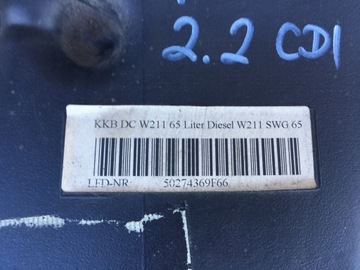 2.2 CDI
KKB DC W211 65 Liter Diesel W211 SWG 65
LFD-NR 50274369F66